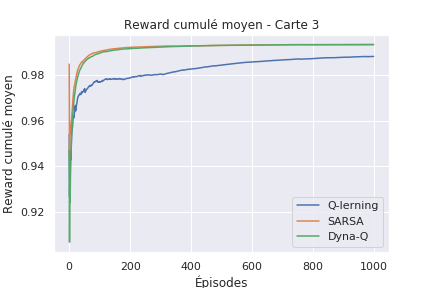 Reward cumulé moyen - Carte 3
Reward cumulé moyen
0.98
0.96
0.94
0.92
0 200 400 600 800 1000
Épisodes
Q-lerning
SARSA
Dyna-Q